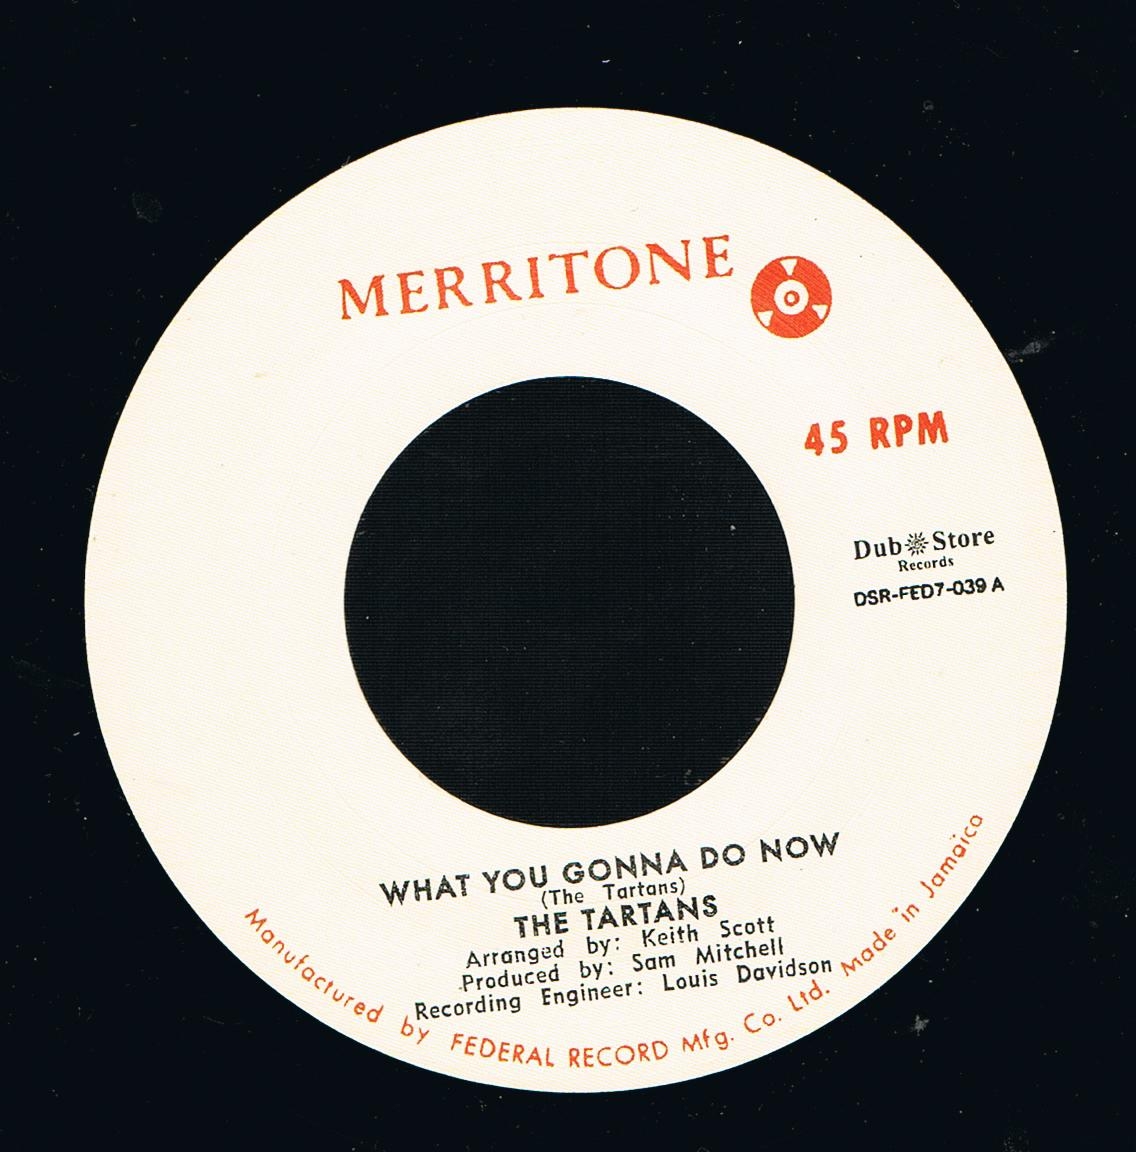 MERRITONE
45 RPM
Dub Store
Records
DSR-FED7-039 A
WHAT YOU GONNA DO NOW
(The Tartans)
THE TARTANS
Arranged by: Keith Scott
Produced by: Sam Mitchell
Recording Engineer: Louis Davidson
Manufactured by FEDERAL RECORD Mfg. Co. Ltd. Made in Jamaica